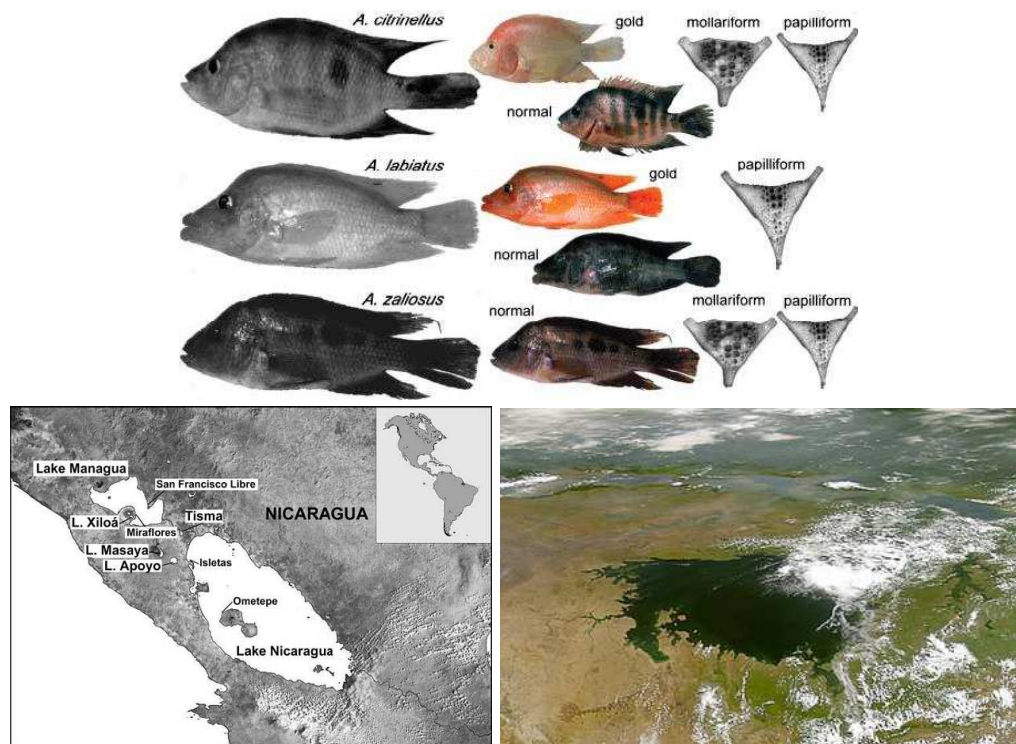 A. citrinellus
gold
mollariform
papilliform
normal
A. labiatus
gold
papilliform
normal
A. zaliosus
normal
mollariform
papilliform
Lake Managua
San Francisco Libre
NICARAGUA
L. Xiloá
Miraflores
Tisma
L. Masaya
L. Apoyo
Isletas
Ometepe
Lake Nicaragua